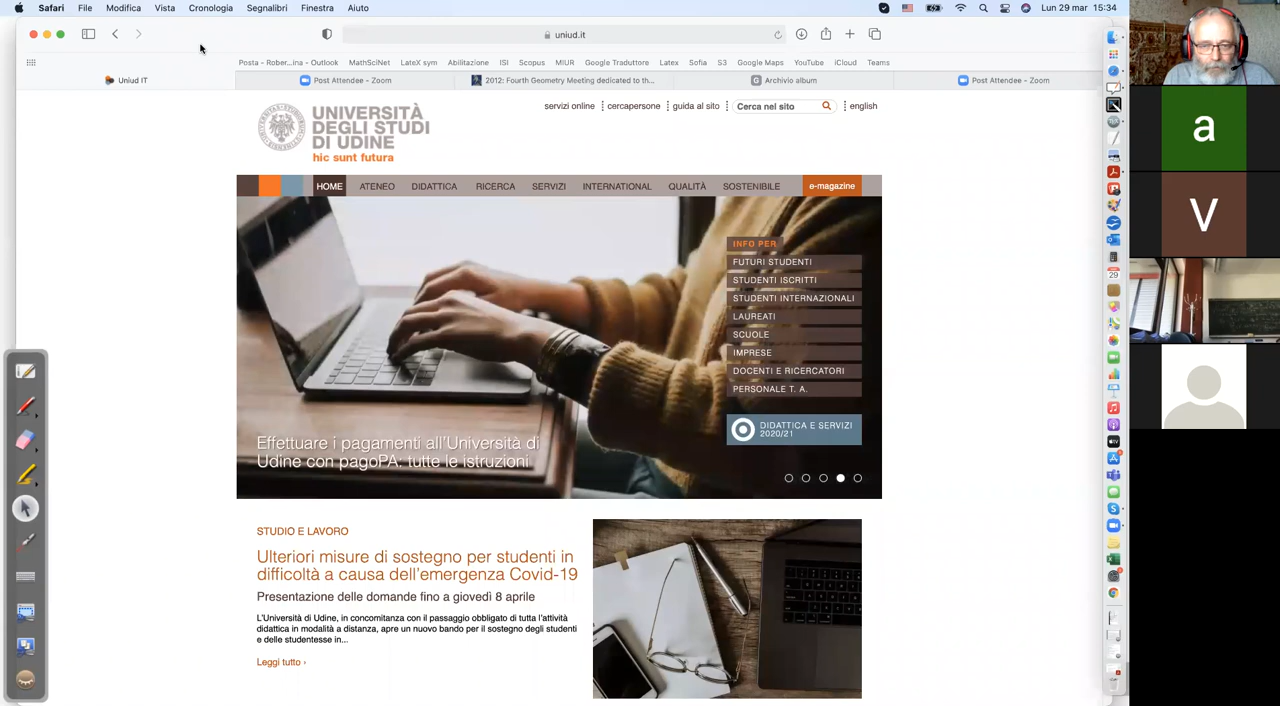 Safari File Modifica Vista Cronologia Segnalibri Finestra Aiuto Lun 29 mar 15:34
uniud.it
Posta - Rober...ina - Outlook MathSciNet LateX sym Abilitazione ISI Scopus MIUR Google Traduttore Latex Sofia S3 Google Maps YouTube iCloud Teams
Uniud IT Post Attendee - Zoom 2012: Fourth Geometry Meeting dedicated to th... Archivio album Post Attendee - Zoom
servizi online cercapersone guida al sito Cerca nel sito english
UNIVERSITÀ
DEGLI STUDI
DI UDINE
hic sunt futura
HOME ATENEO DIDATTICA RICERCA SERVIZI INTERNATIONAL QUALITÀ SOSTENIBILE e-magazine
INFO PER
FUTURI STUDENTI
STUDENTI ISCRITTI
STUDENTI INTERNAZIONALI
LAUREATI
SCUOLE
IMPRESE
DOCENTI E RICERCATORI
PERSONALE T. A.
DIDATTICA E SERVIZI
2020/21
Effettuare i pagamenti all'Università di
Udine con pagoPA: tutte le istruzioni
STUDIO E LAVORO
Ulteriori misure di sostegno per studenti in
difficoltà a causa dell'emergenza Covid-19
Presentazione delle domande fino a giovedì 8 aprile
L'Università di Udine, in concomitanza con il passaggio obbligato di tutta l'attività
didattica in modalità a distanza, apre un nuovo bando per il sostegno degli studenti
e delle studentesse in...
Leggi tutto ›
a
V
29